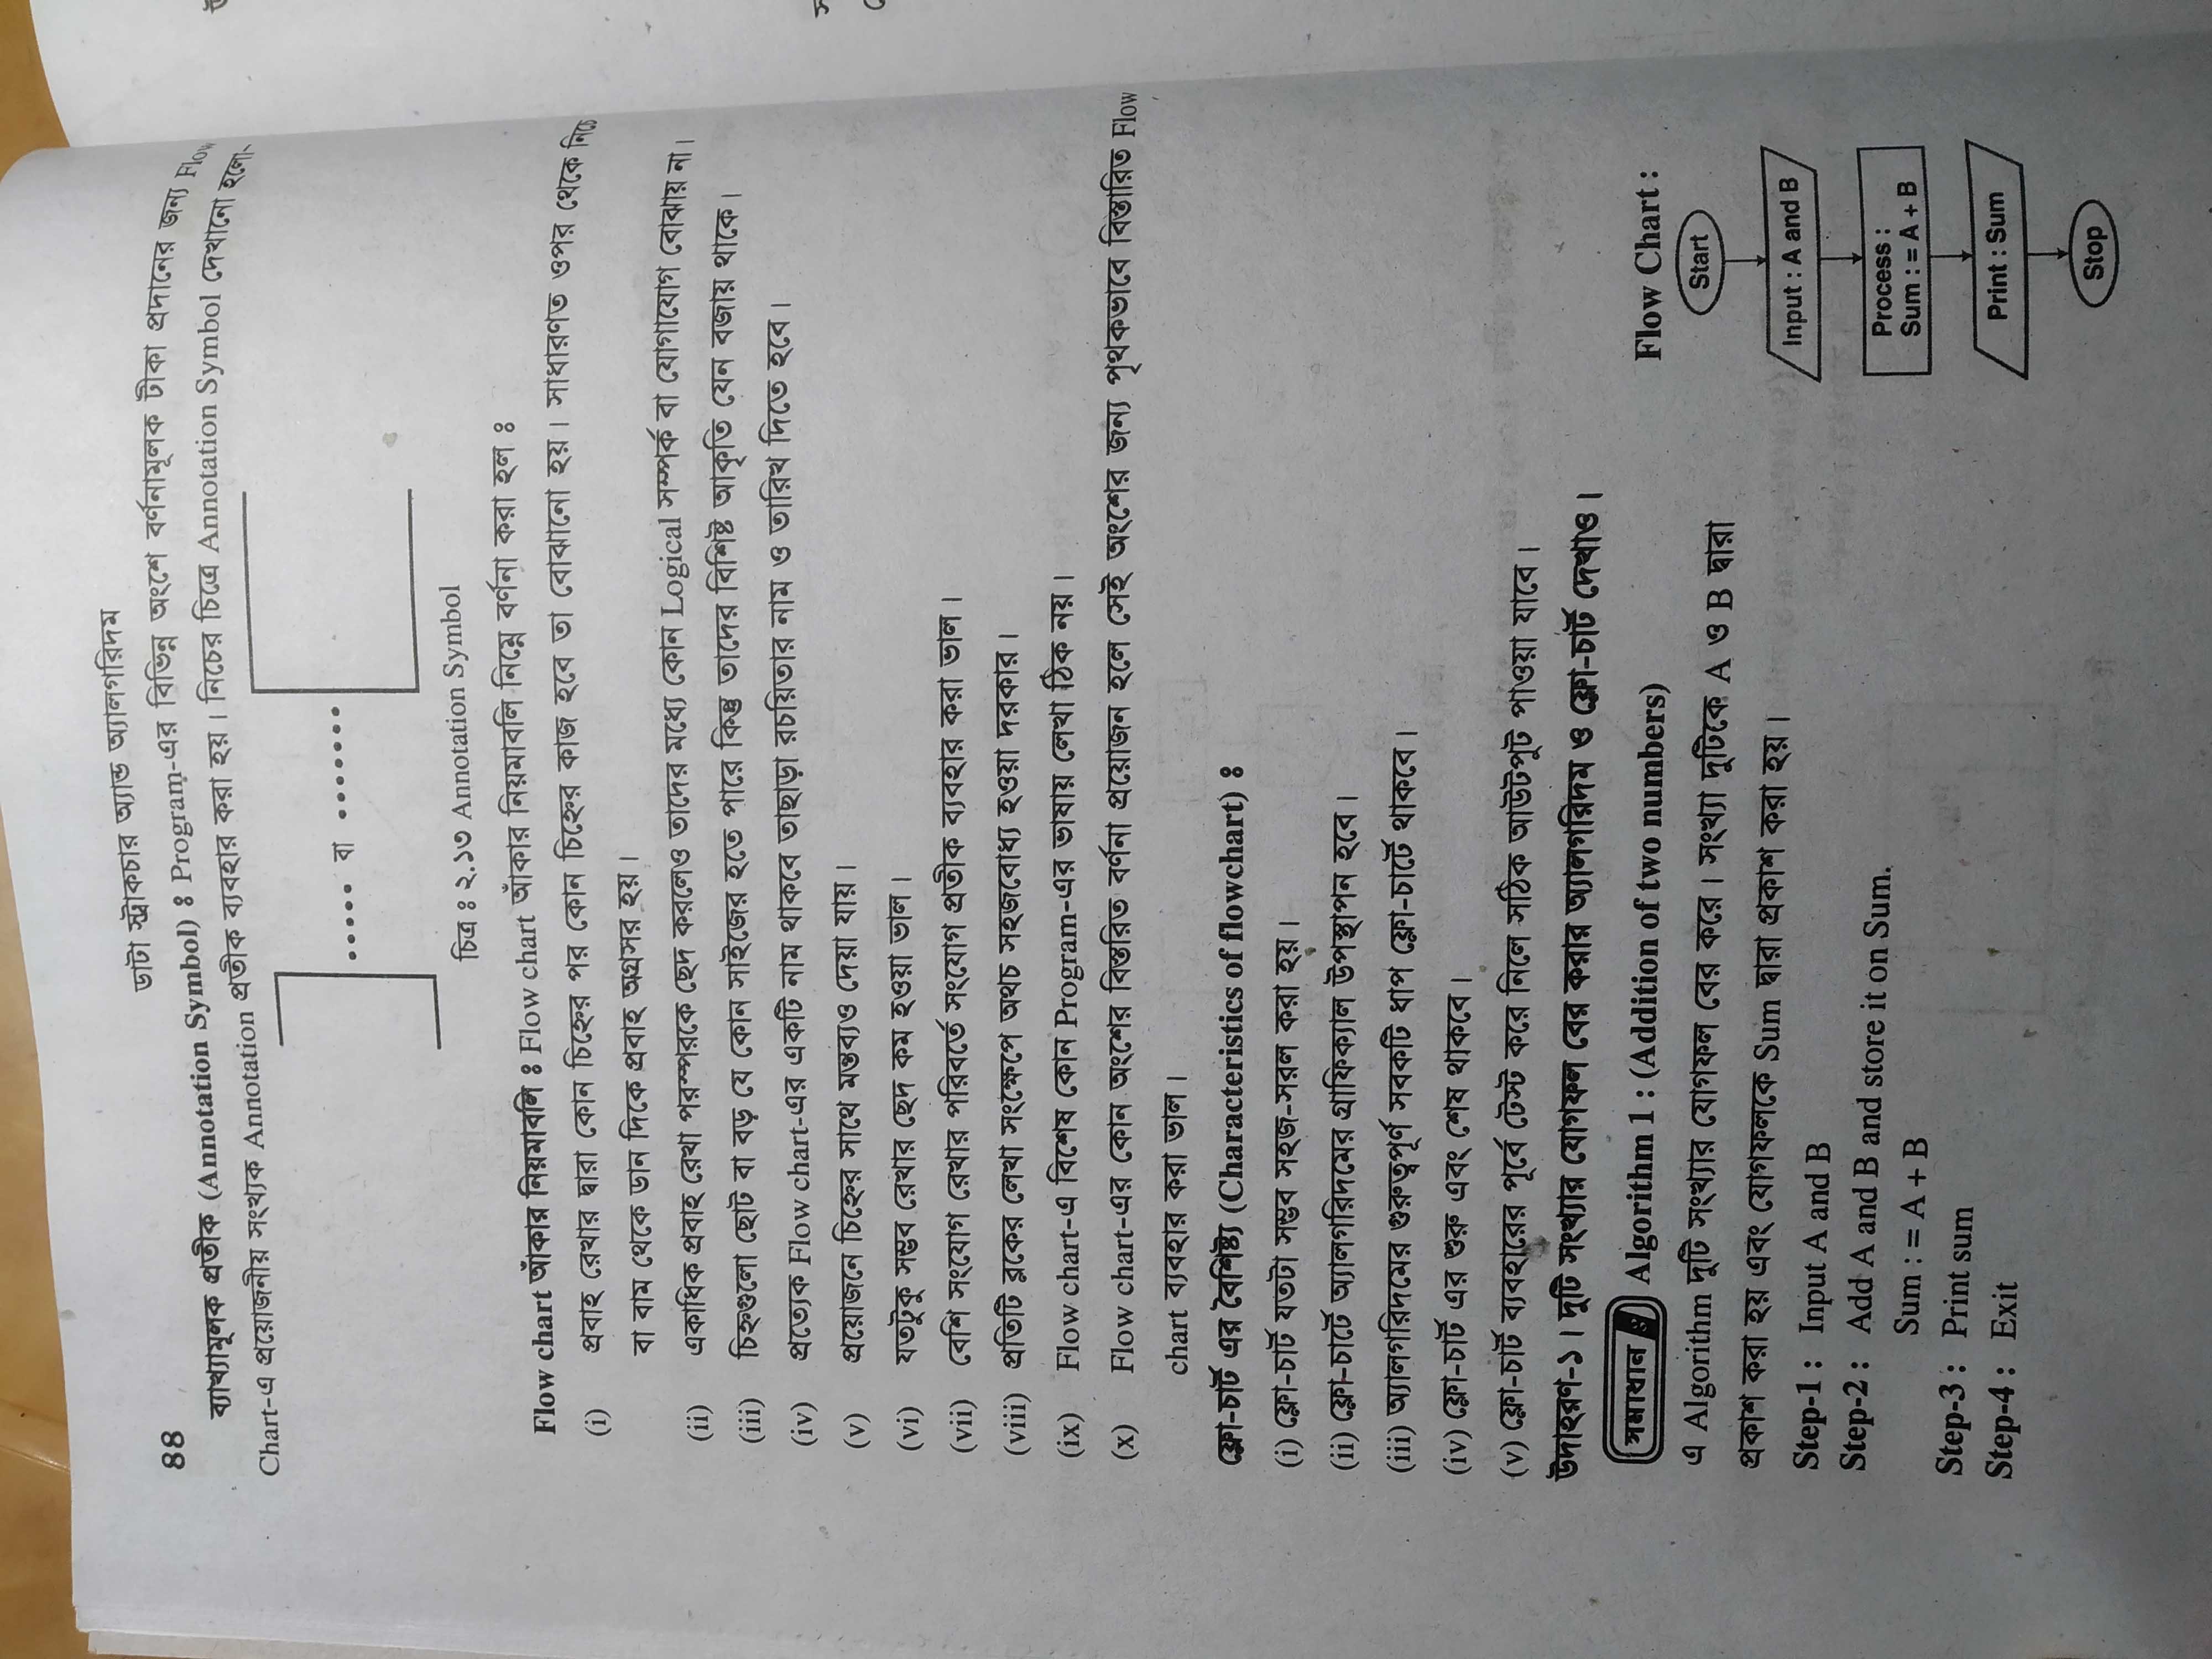 ৪৪
ডাটা স্ট্রাকচার অ্যান্ড অ্যালগরিদম
ব্যাখ্যামূলক প্রতীক (Annotation Symbol) ঃ Program-এর বিভিন্ন অংশে বর্ণনামূলক টীকা প্রদানের জন্য Flow
Chart-এ প্রয়োজনীয় সংখ্যক Annotation প্রতীক ব্যবহার করা হয়। নিচের চিত্রে Annotation Symbol দেখানো হলো-
..... বা .......
চিত্র ঃ ২.১৩ Annotation Symbol
Flow chart আঁকার নিয়মাবলি ঃ Flow chart আঁকার নিয়মাবলি নিম্নে বর্ণনা করা হল ঃ
(i) প্রবাহ রেখার দ্বারা কোন চিহ্নের পর কোন চিহ্নের কাজ হবে তা বোঝানো হয়। সাধারণত ওপর থেকে নিচে
বা বাম থেকে ডান দিকে প্রবাহ অগ্রসর হয়।
(ii) একাধিক প্রবাহ রেখা পরস্পরকে ছেদ করলেও তাদের মধ্যে কোন Logical সম্পর্ক বা যোগাযোগ বোঝায় না।
(iii) চিহ্নগুলো ছোট বা বড় যে কোন সাইজের হতে পারে কিন্তু তাদের বিশিষ্ট আকৃতি যেন বজায় থাকে।
(iv) প্রত্যেক Flow chart-এর একটি নাম থাকবে তাছাড়া রচয়িতার নাম ও তারিখ দিতে হবে।
(v) প্রয়োজনে চিহ্নের সাথে মন্তব্যও দেয়া যায়।
(vi) যতটুকু সম্ভব রেখার ছেদ কম হওয়া ভাল।
(vii) বেশি সংযোগ রেখার পরিবর্তে সংযোগ প্রতীক ব্যবহার করা ভাল।
(viii) প্রতিটি ব্লকের লেখা সংক্ষেপে অথচ সহজবোধ্য হওয়া দরকার।
(ix) Flow chart-এ বিশেষ কোন Program-এর ভাষায় লেখা ঠিক নয়।
(x) Flow chart-এর কোন অংশের বিস্তরিত বর্ণনা প্রয়োজন হলে সেই অংশের জন্য পৃথকভাবে বিস্তারিত Flow
chart ব্যবহার করা ভাল।
ফ্লো-চার্ট এর বৈশিষ্ট্য (Characteristics of flowchart) ঃ
(i) ফ্লো-চার্ট যতটা সম্ভব সহজ-সরল করা হয়।
(ii) ফ্লো-চার্টে অ্যালগরিদমের গ্রাফিক্যাল উপস্থাপন হবে।
(iii) অ্যালগরিদমের গুরুত্বপূর্ণ সবকটি ধাপ ফ্লো-চার্টে থাকবে।
(iv) ফ্লো-চার্ট এর শুরু এবং শেষ থাকবে।
(v) ফ্লো-চার্ট ব্যবহারের পূর্বে টেস্ট করে নিলে সঠিক আউটপুট পাওয়া যাবে।
উদাহরণ-১। দুটি সংখ্যার যোগফল বের করার অ্যালগরিদম ও ফ্লো-চার্ট দেখাও।
সমাধান ঃ Algorithm 1 : (Addition of two numbers)
এ Algorithm দুটি সংখ্যার যোগফল বের করে। সংখ্যা দুটিকে A ও B দ্বারা
প্রকাশ করা হয় এবং যোগফলকে Sum দ্বারা প্রকাশ করা হয়।
Step-1 : Input A and B
Step-2 : Add A and B and store it on Sum.
Sum : = A + B
Step-3 : Print sum
Step-4 : Exit
Flow Chart :
Start
Input : A and B
Process :
Sum : = A + B
Print : Sum
Stop